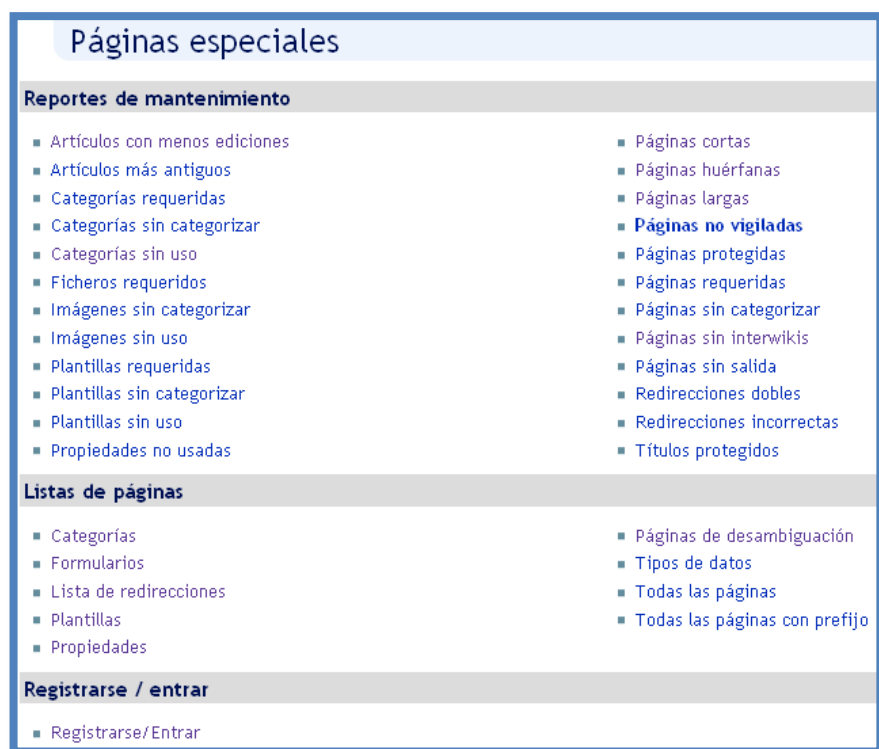 Páginas especiales
Reportes de mantenimiento
Artículos con menos ediciones
Artículos más antiguos
Categorías requeridas
Categorías sin categorizar
Categorías sin uso
Ficheros requeridos
Imágenes sin categorizar
Imágenes sin uso
Plantillas requeridas
Plantillas sin categorizar
Plantillas sin uso
Propiedades no usadas
Páginas cortas
Páginas huérfanas
Páginas largas
Páginas no vigiladas
Páginas protegidas
Páginas requeridas
Páginas sin categorizar
Páginas sin interwikis
Páginas sin salida
Redirecciones dobles
Redirecciones incorrectas
Títulos protegidos
Listas de páginas
Categorías
Formularios
Lista de redirecciones
Plantillas
Propiedades
Páginas de desambiguación
Tipos de datos
Todas las páginas
Todas las páginas con prefijo
Registrarse / entrar
Registrarse/Entrar